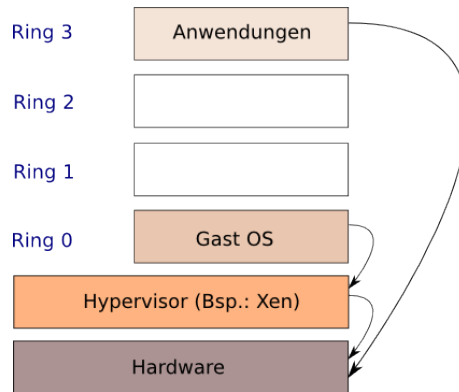 Ring 3
Anwendungen
Ring 2
Ring 1
Ring 0
Gast OS
Hypervisor (Bsp.: Xen)
Hardware